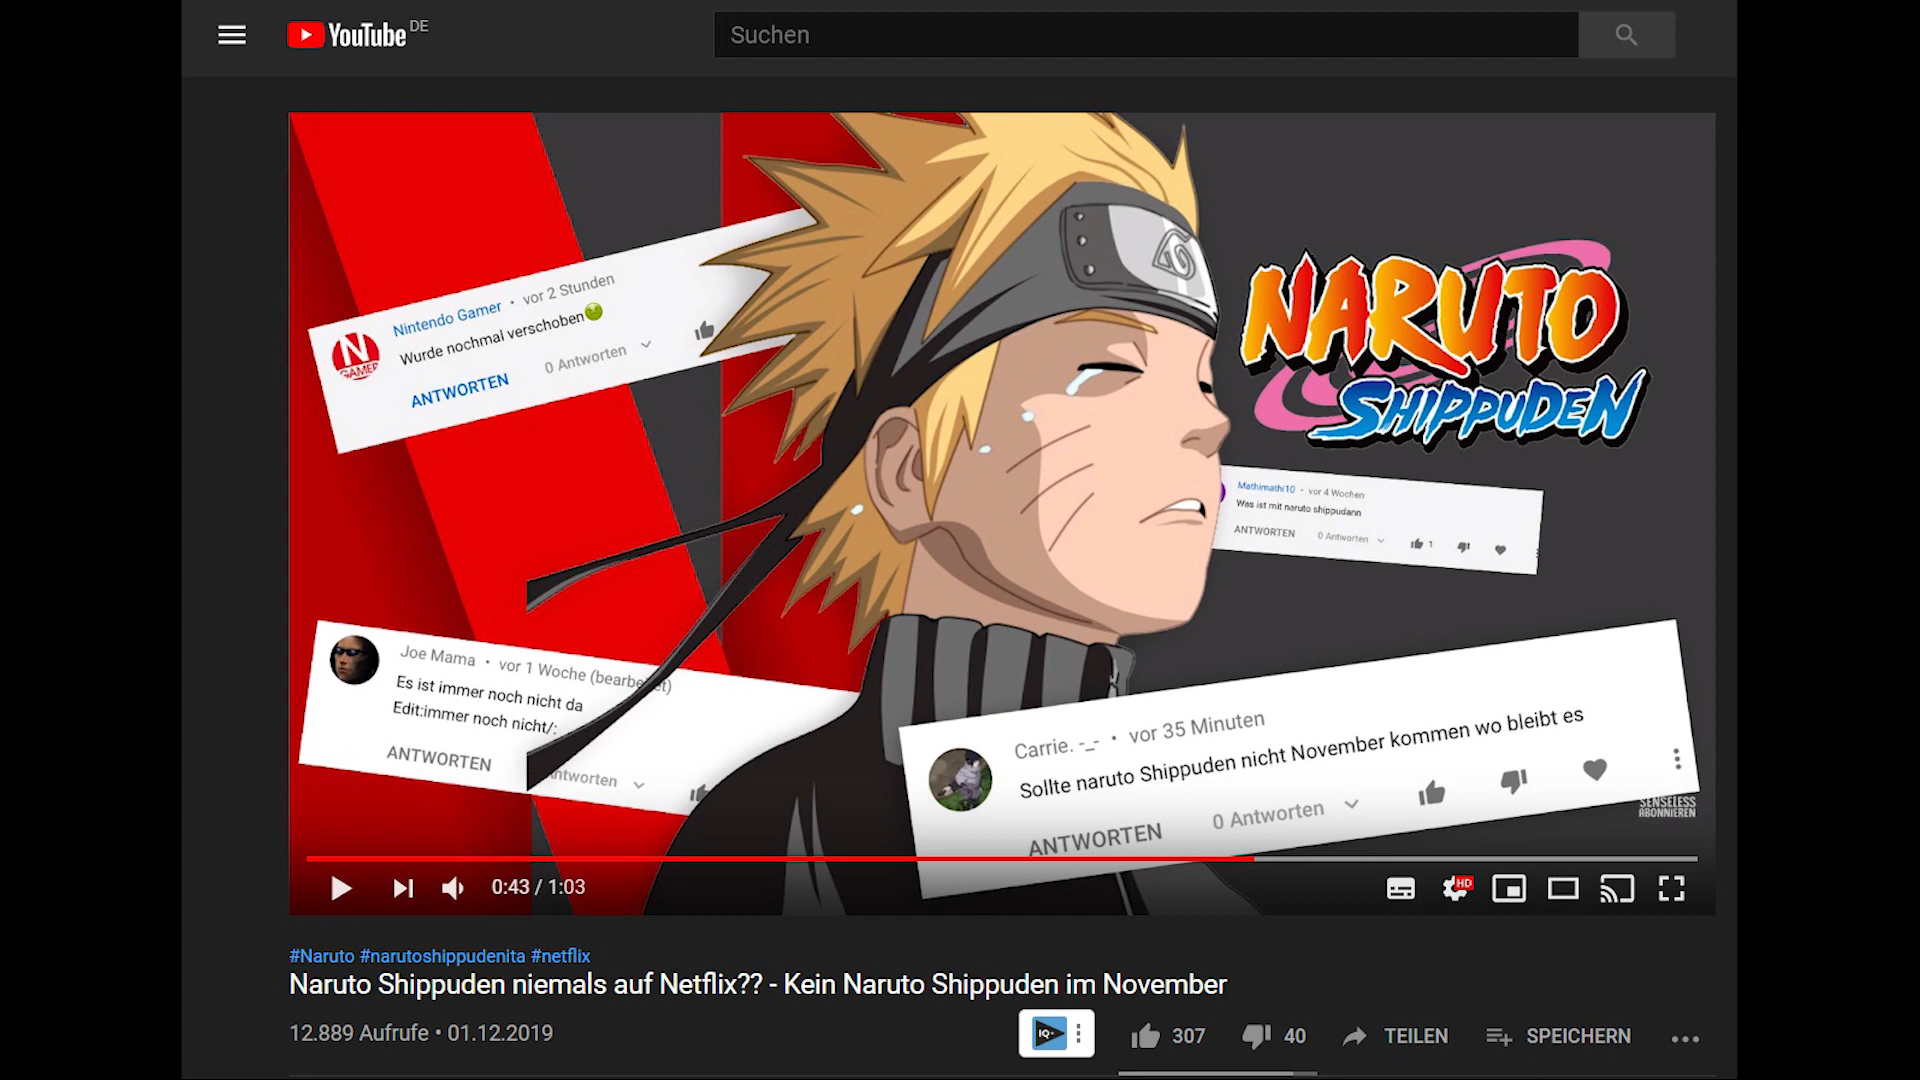 YouTube DE
Suchen
NARUTO
SHIPPUDEN
Nintendo Gamer • vor 2 Stunden
Wurde nochmal verschoben
0 Antworten
ANTWORTEN
N
GAMER
Mathimathi10 • vor 4 Wochen
Was ist mit naruto shippudann
ANTWORTEN 0 Antworten 1
Joe Mama • vor 1 Woche (bearbeitet)
Es ist immer noch nicht da
Edit:immer noch nicht/:
ANTWORTEN
Carrie. -_- • vor 35 Minuten
Sollte naruto Shippuden nicht November kommen wo bleibt es
ANTWORTEN 0 Antworten
SENSELESS
ABONNIEREN
0:43 / 1:03
HD
#Naruto #narutoshippudenita #netflix
Naruto Shippuden niemals auf Netflix?? - Kein Naruto Shippuden im November
12.889 Aufrufe • 01.12.2019
IQ
307 40 TEILEN SPEICHERN